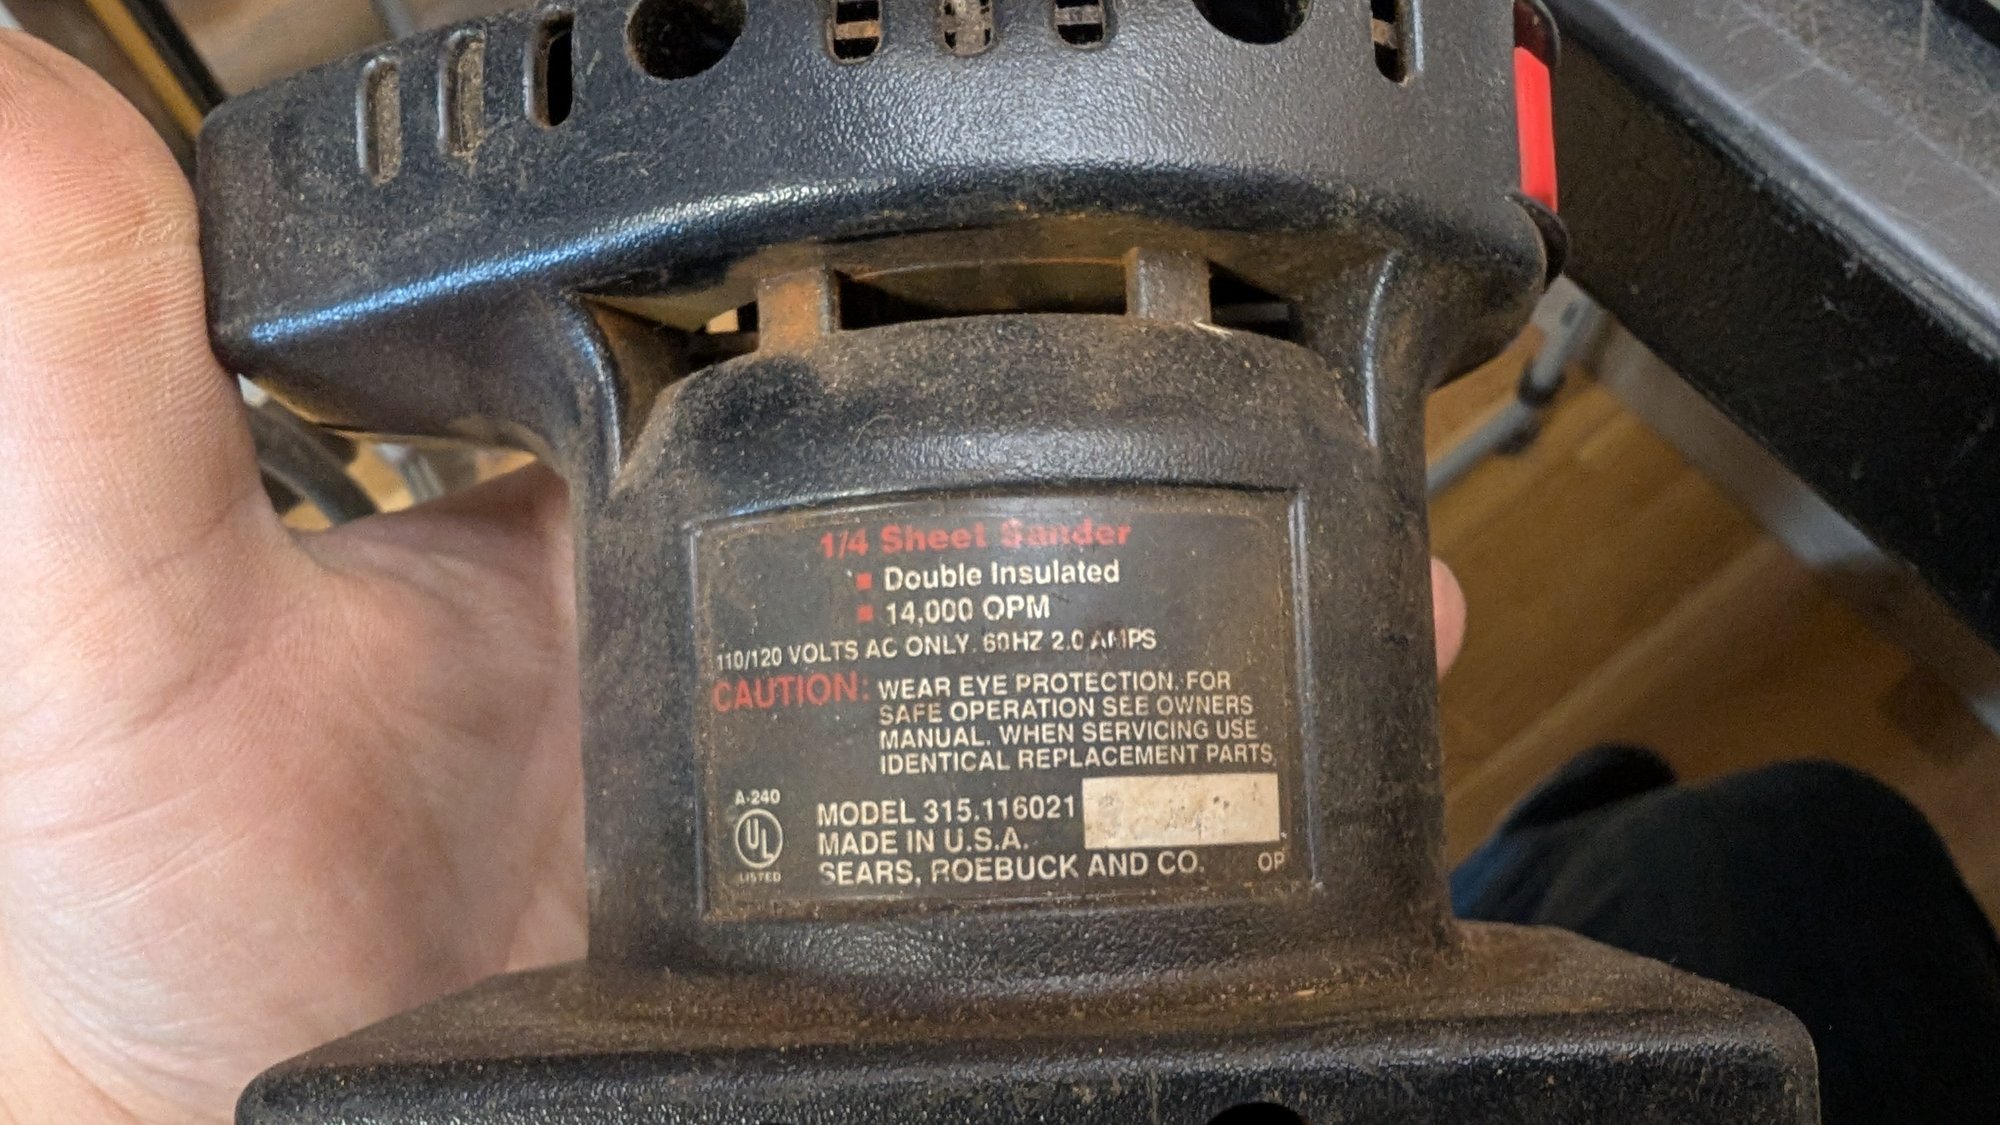 1/4 Sheet Sander
Double Insulated
14,000 OPM
110/120 VOLTS AC ONLY. 60HZ 2.0 AMPS
CAUTION: WEAR EYE PROTECTION. FOR
SAFE OPERATION SEE OWNERS
MANUAL. WHEN SERVICING USE
IDENTICAL REPLACEMENT PARTS.
A-240
UL
LISTED
MODEL 315.116021
MADE IN U.S.A.
SEARS, ROEBUCK AND CO. OP